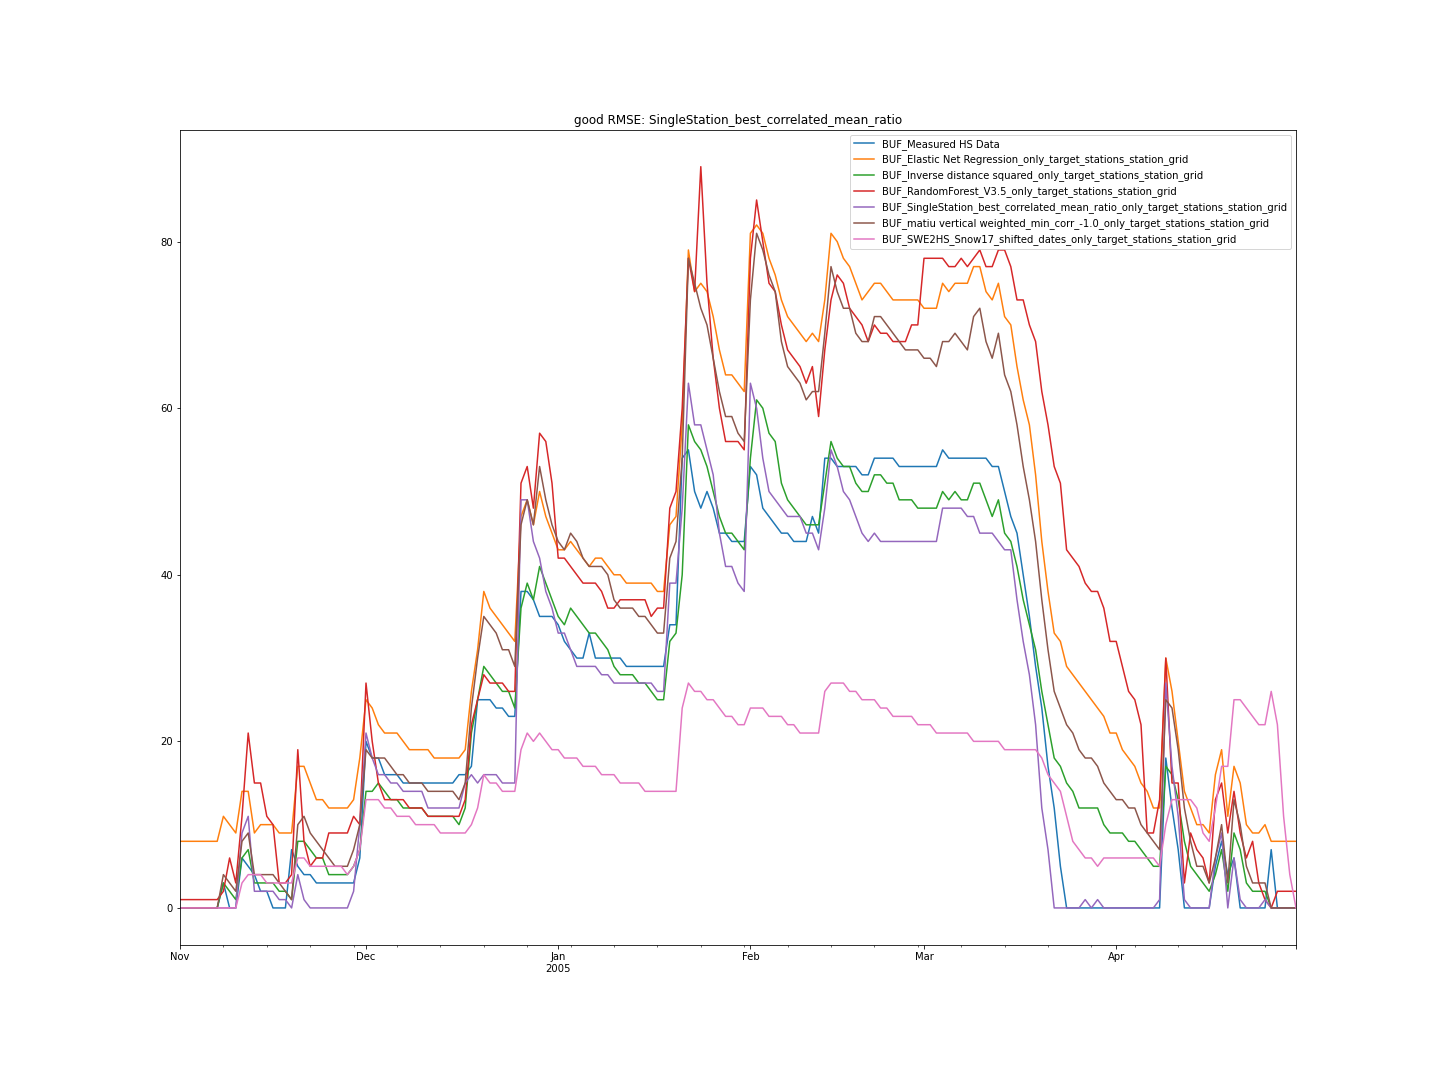 good RMSE: SingleStation_best_correlated_mean_ratio
BUF_Measured HS Data
BUF_Elastic Net Regression_only_target_stations_station_grid
BUF_Inverse distance squared_only_target_stations_station_grid
BUF_RandomForest_V3.5_only_target_stations_station_grid
BUF_SingleStation_best_correlated_mean_ratio_only_target_stations_station_grid
BUF_matiu vertical weighted_min_corr_-1.0_only_target_stations_station_grid
BUF_SWE2HS_Snow17_shifted_dates_only_target_stations_station_grid
80
60
40
20
0
Nov Dec Jan Feb Mar Apr
2005